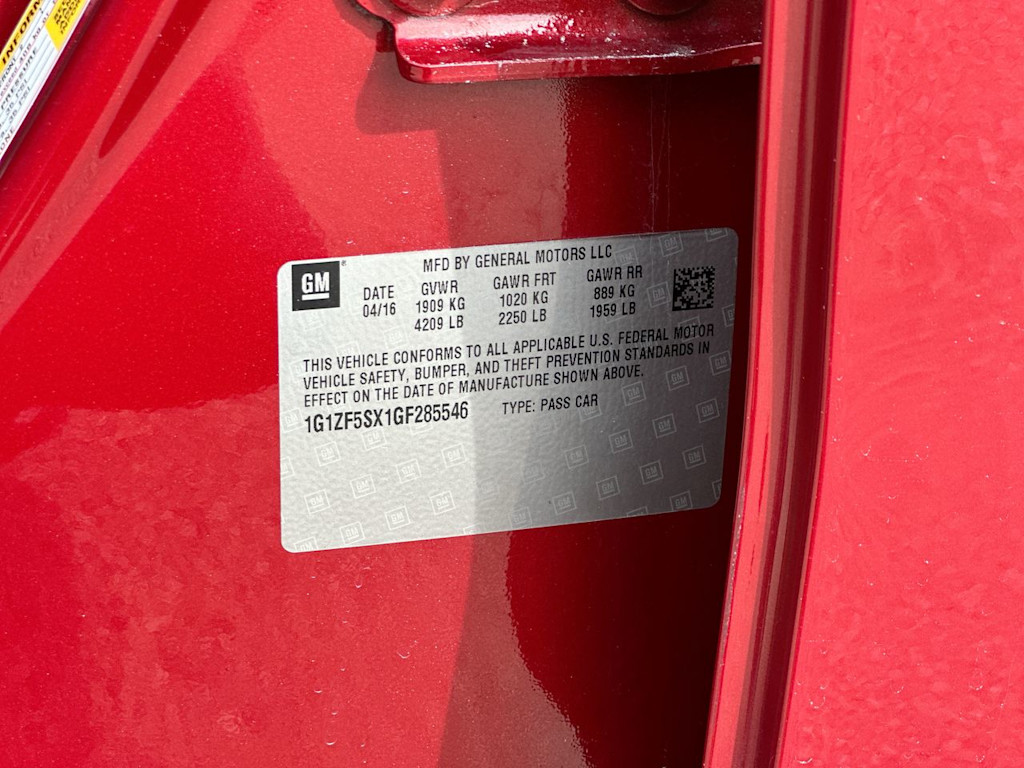 GM
MFD BY GENERAL MOTORS LLC
DATE GVWR GAWR FRT GAWR RR
04/16 1909 KG 1020 KG 889 KG
4209 LB 2250 LB 1959 LB
THIS VEHICLE CONFORMS TO ALL APPLICABLE U.S. FEDERAL MOTOR
VEHICLE SAFETY, BUMPER, AND THEFT PREVENTION STANDARDS IN
EFFECT ON THE DATE OF MANUFACTURE SHOWN ABOVE.
1G1ZF5SX1GF285546 TYPE: PASS CAR